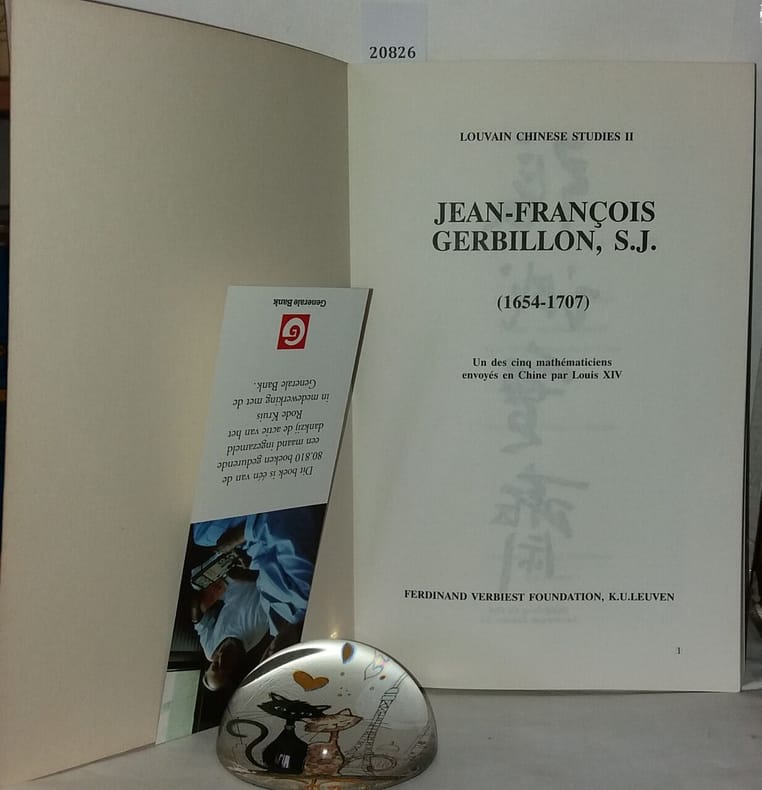 20826
LOUVAIN CHINESE STUDIES II
JEAN-FRANÇOIS
GERBILLON, S.J.
(1654-1707)
Un des cinq mathématiciens
envoyés en Chine par Louis XIV
FERDINAND VERBIEST FOUNDATION, K.U.LEUVEN
1
Dit boek is één van de
80.810 boeken gedurende
een maand ingezameld
dankzij de actie van het
Rode Kruis
in medewerking met de
Generale Bank.
G
Generale Bank